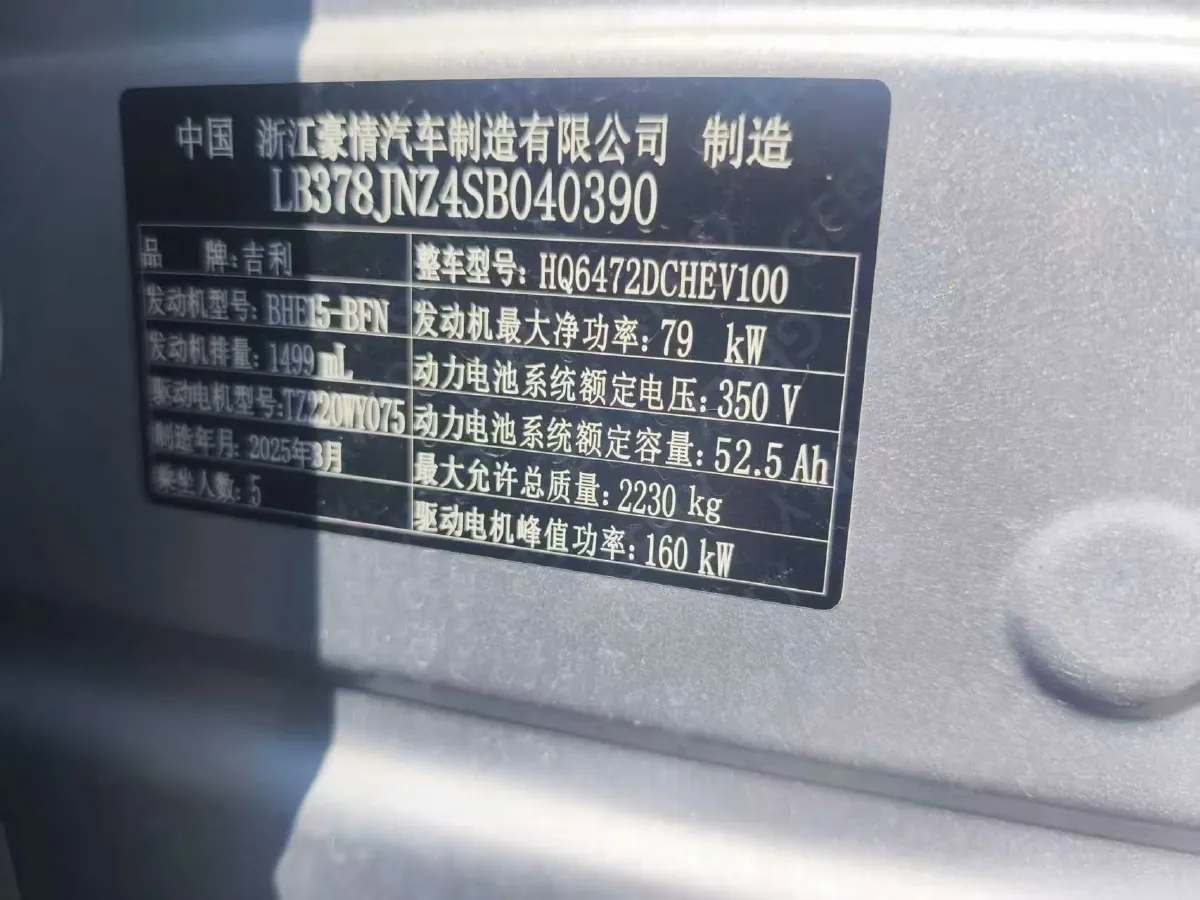 中国 浙江豪情汽车制造有限公司 制造
LB378JNZ4SB040390
品 牌:吉利
发动机型号:BHE15-BFN
发动机排量:1499 mL
驱动电机型号:TZ220WY075
制造年月:2025年8月
乘坐人数:5
整车型号:HQ6472DCHEV100
发动机最大净功率:79 kW
动力电池系统额定电压:350 V
动力电池系统额定容量:52.5 Ah
最大允许总质量:2230 kg
驱动电机峰值功率:160 kW